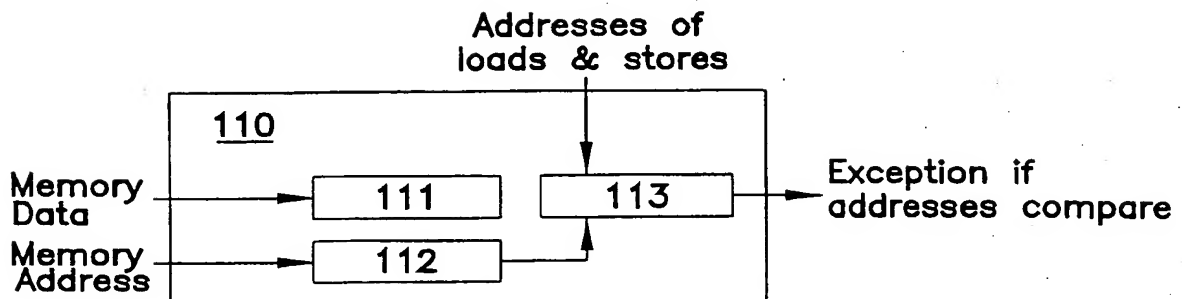 Addresses of
loads & stores
110
Memory
Data
111
113
Exception if
addresses compare
Memory
Address
112